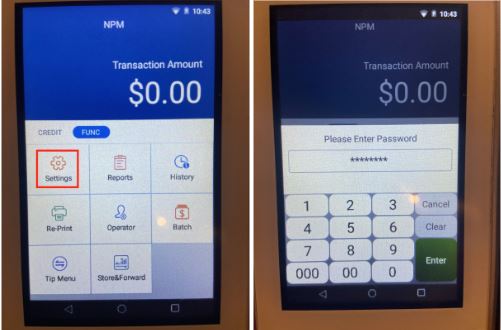 10:43
NPM
Transaction Amount
$0.00
CREDIT FUNC
Settings Reports History
Re-Print Operator Batch
Tip Menu Store&Forward
10:43
NPM
Transaction Amount
$0.00
Please Enter Password
********
1 2 3 Cancel
4 5 6 Clear
7 8 9
Enter
000 00 0